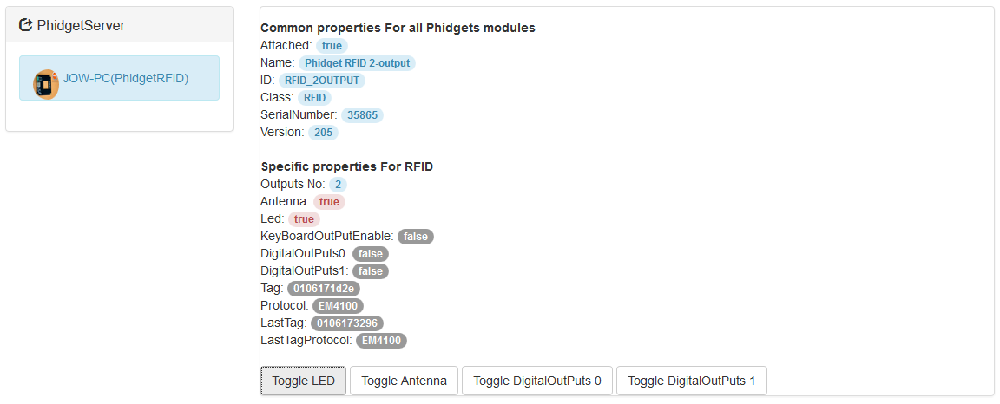 PhidgetServer
JOW-PC(PhidgetRFID)
Common properties For all Phidgets modules
Attached: true
Name: Phidget RFID 2-output
ID: RFID_2OUTPUT
Class: RFID
SerialNumber: 35865
Version: 205
Specific properties For RFID
Outputs No: 2
Antenna: true
Led: true
KeyBoardOutPutEnable: false
DigitalOutPuts0: false
DigitalOutPuts1: false
Tag: 0106171d2e
Protocol: EM4100
LastTag: 0106173296
LastTagProtocol: EM4100
Toggle LED Toggle Antenna Toggle DigitalOutPuts 0 Toggle DigitalOutPuts 1